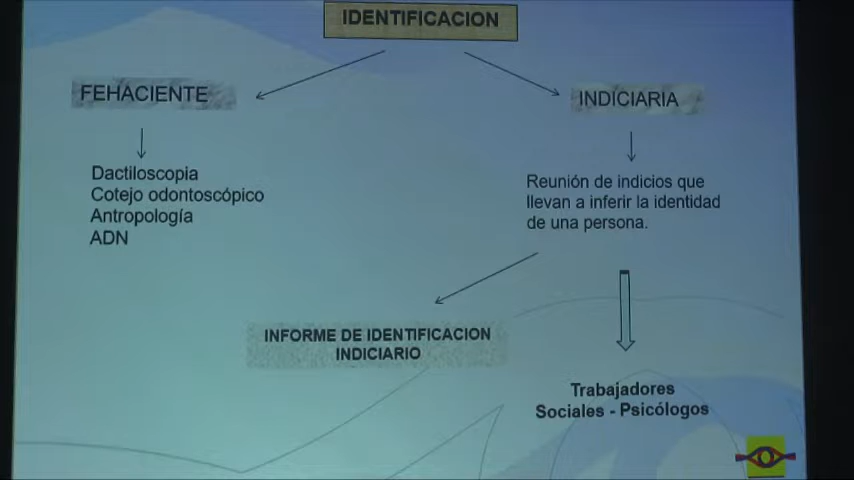 IDENTIFICACION
FEHACIENTE
INDICIARIA
Dactiloscopia
Cotejo odontoscópico
Antropología
ADN
Reunión de indicios que
llevan a inferir la identidad
de una persona.
INFORME DE IDENTIFICACION
INDICIARIO
Trabajadores
Sociales - Psicólogos